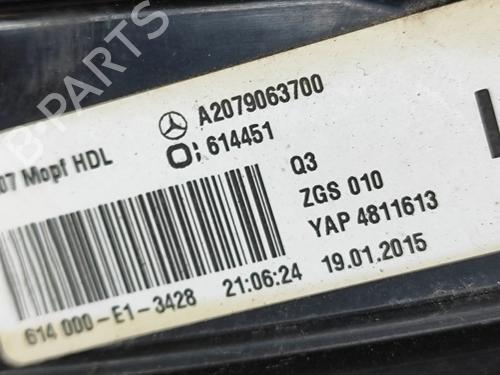 A2079063700
07 Mopf HDL
614451
Q3
ZGS 010
YAP 4811613
614 000-E1-3428
21:06:24
19.01.2015
B-PARTS